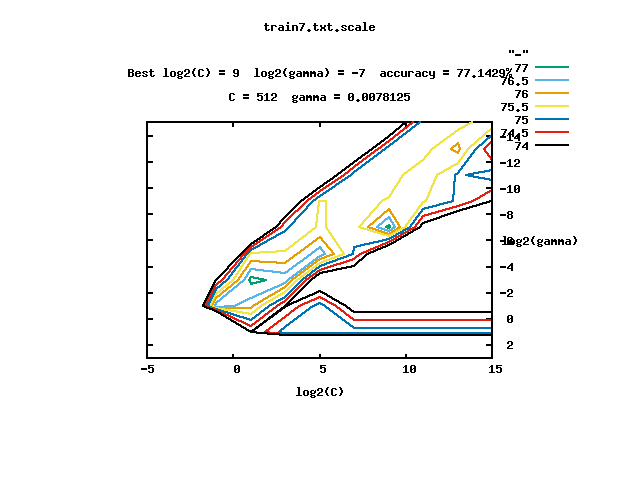 train7.txt.scale
"-"
Best log2(C) = 9 log2(gamma) = -7 accuracy = 77.1429%
77
76.5
C = 512 gamma = 0.0078125
76
75.5
75
74.5
74
-14
-12
-10
-8
-6
log2(gamma)
-4
-2
0
2
-5 0 5 10 15
log2(C)